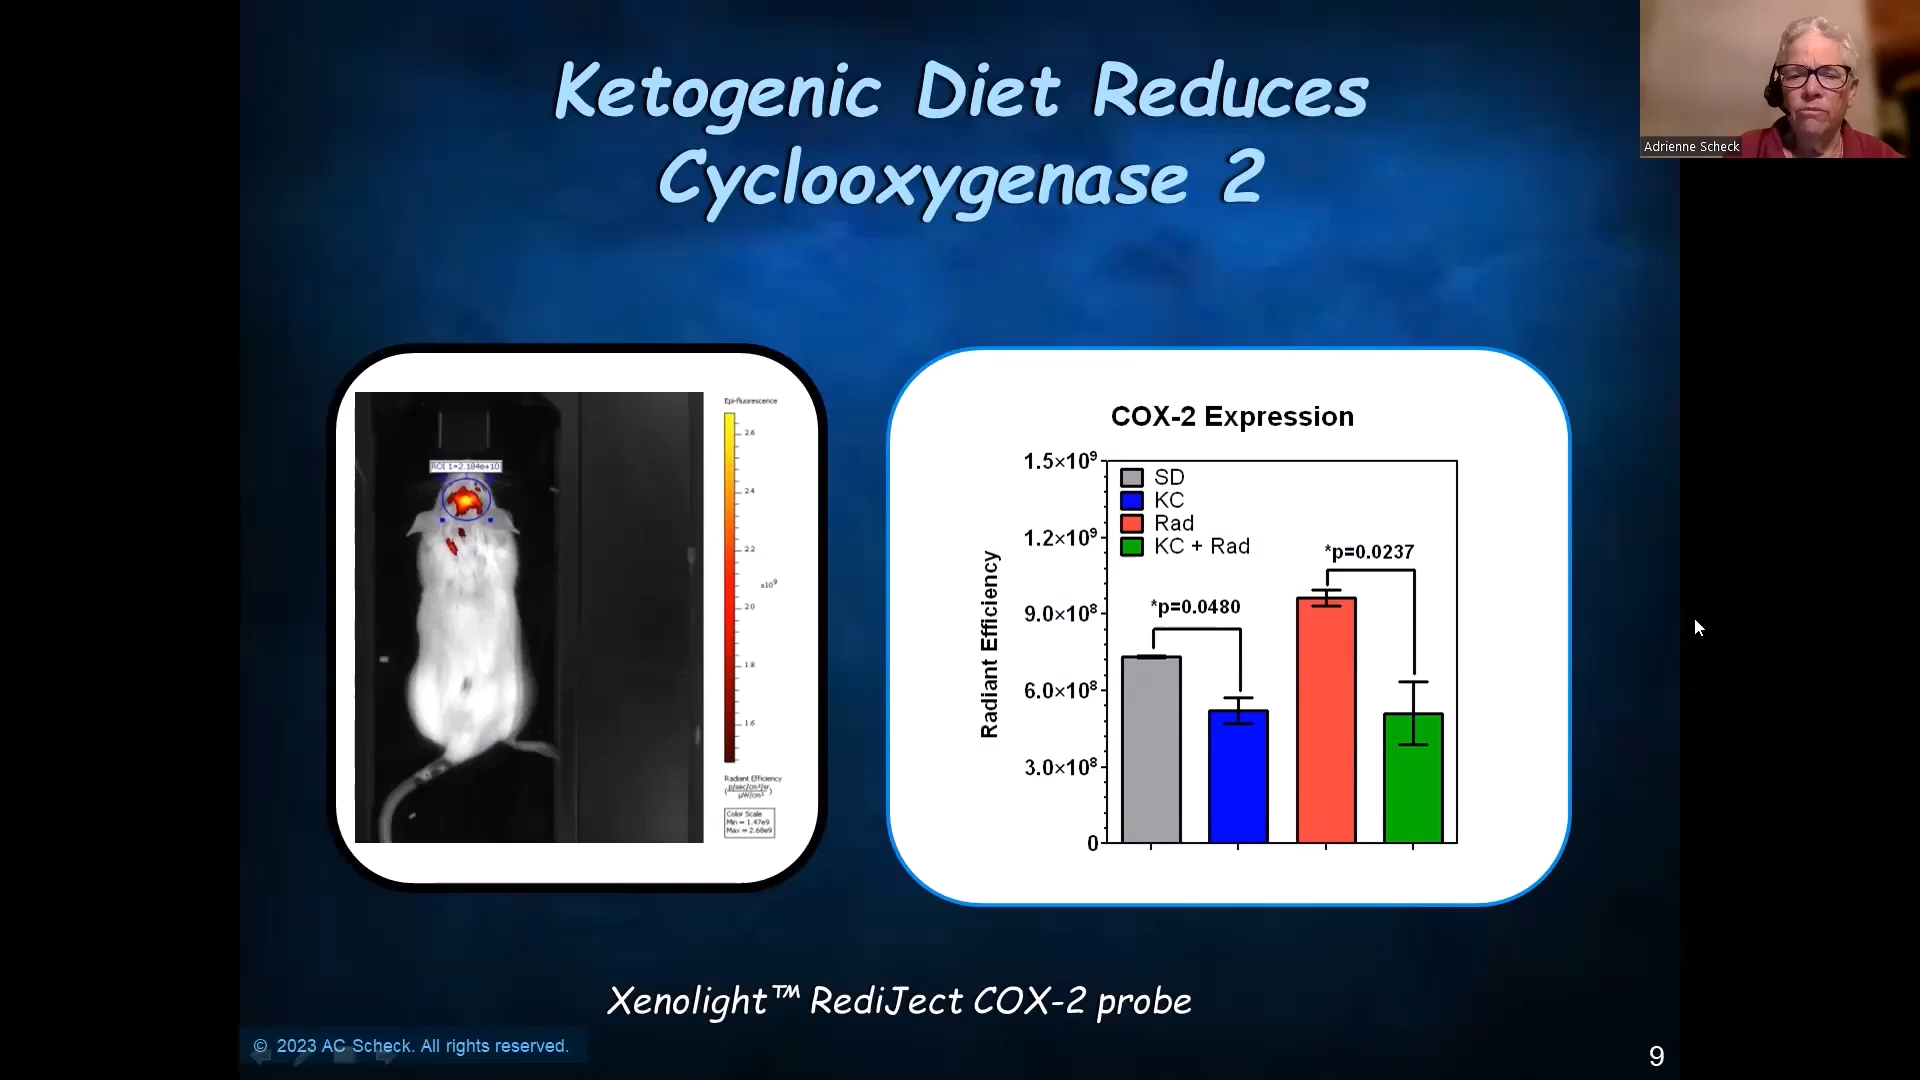 Ketogenic Diet Reduces
Cyclooxygenase 2
Adrienne Scheck
ROI 1=2.184e+10
Epi-fluorescence
2.6
2.4
2.2
x10⁹
2.0
1.8
1.6
Radiant Efficiency
(p/sec/cm²/sr / µW/cm²)
Color Scale
Min = 1.47e9
Max = 2.68e9
COX-2 Expression
Radiant Efficiency
1.5×10⁹
1.2×10⁹
9.0×10⁸
6.0×10⁸
3.0×10⁸
0
SD
KC
Rad
KC + Rad
*p=0.0480
*p=0.0237
Xenolight™ RediJect COX-2 probe
© 2023 AC Scheck. All rights reserved.
9